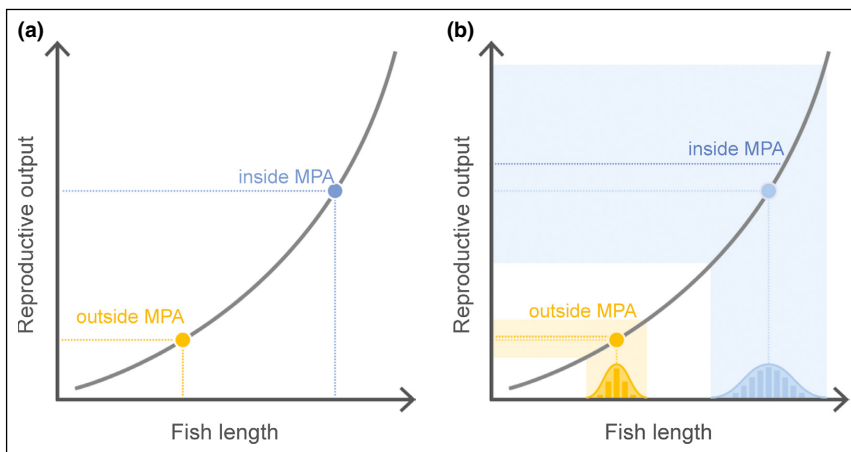 (a)
Reproductive output
inside MPA
outside MPA
Fish length
(b)
Reproductive output
inside MPA
outside MPA
Fish length